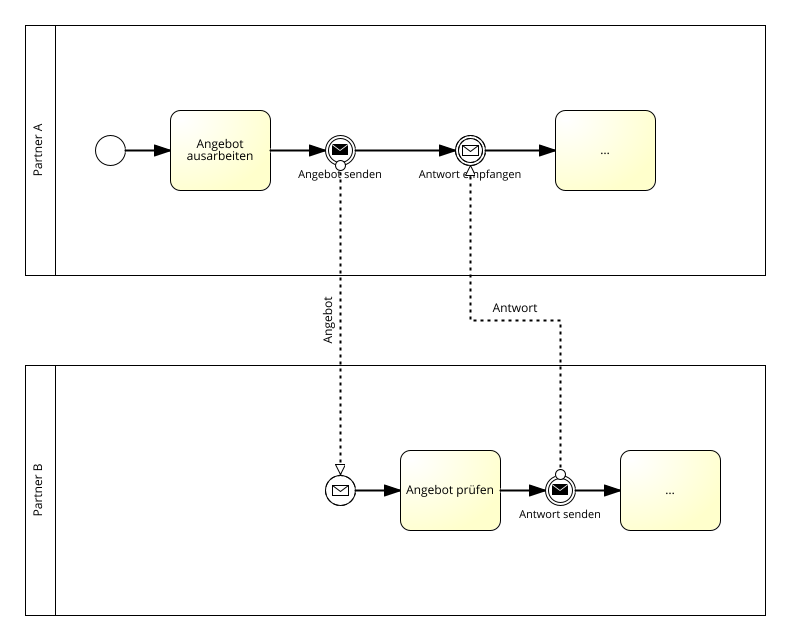 Partner A
Angebot
ausarbeiten
Angebot senden
Antwort empfangen
...
Angebot
Antwort
Partner B
Angebot prüfen
Antwort senden
...